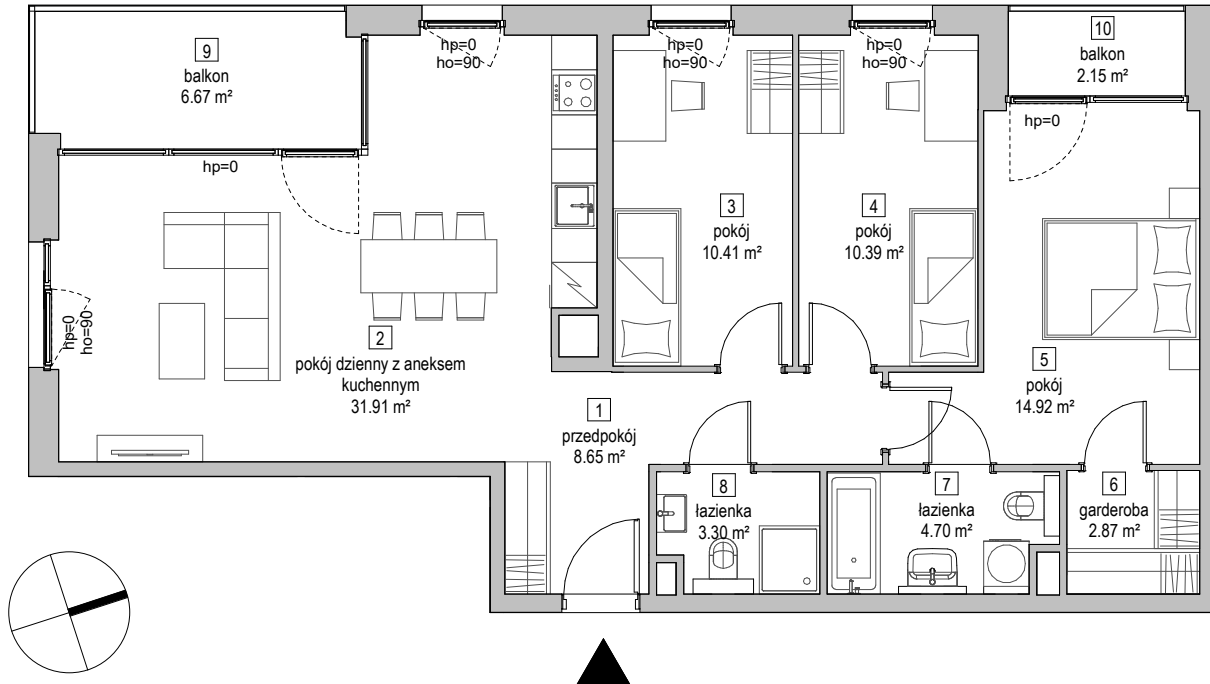 9
balkon
6.67 m²
hp=0
ho=90
hp=0
ho=90
hp=0
ho=90
10
balkon
2.15 m²
hp=0
hp=0
3
pokój
10.41 m²
4
pokój
10.39 m²
hp=0
ho=90
2
pokój dzienny z aneksem
kuchennym
31.91 m²
5
pokój
14.92 m²
1
przedpokój
8.65 m²
8
łazienka
3.30 m²
7
łazienka
4.70 m²
6
garderoba
2.87 m²